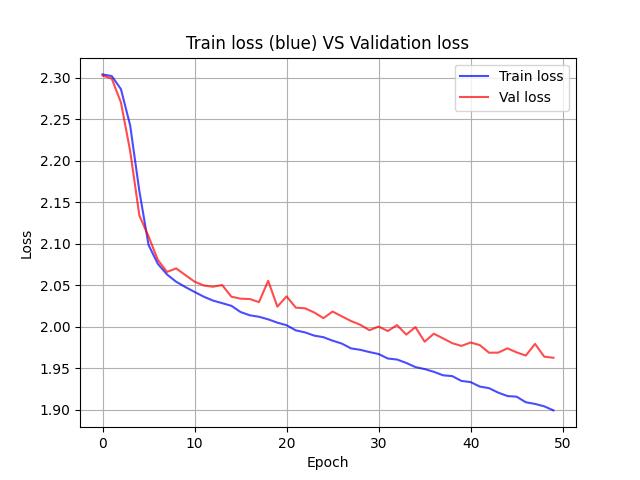 Train loss (blue) VS Validation loss
Train loss
Val loss
2.30
2.25
2.20
2.15
2.10
2.05
2.00
1.95
1.90
Loss
0 10 20 30 40 50
Epoch